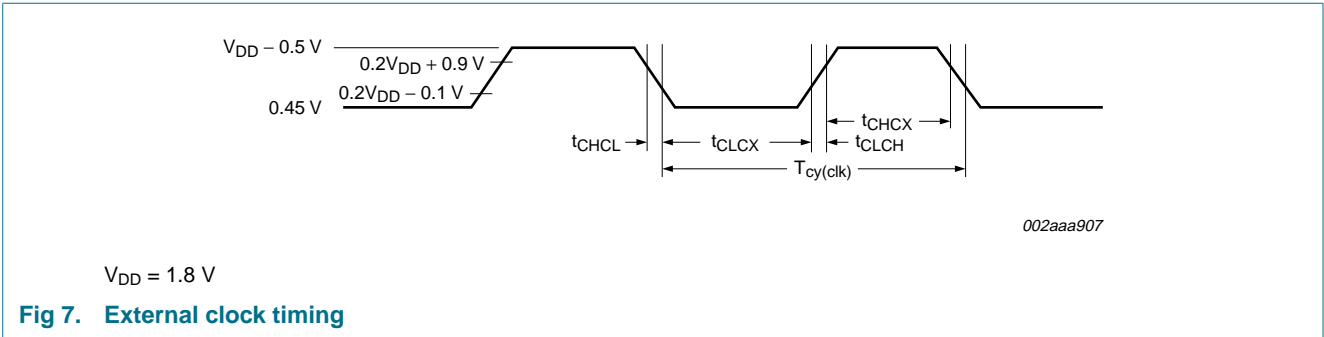 VDD − 0.5 V
0.2VDD + 0.9 V
0.2VDD − 0.1 V
0.45 V
tCHCX
tCHCL
tCLCX
tCLCH
Tcy(clk)
002aaa907
VDD = 1.8 V
Fig 7. External clock timing